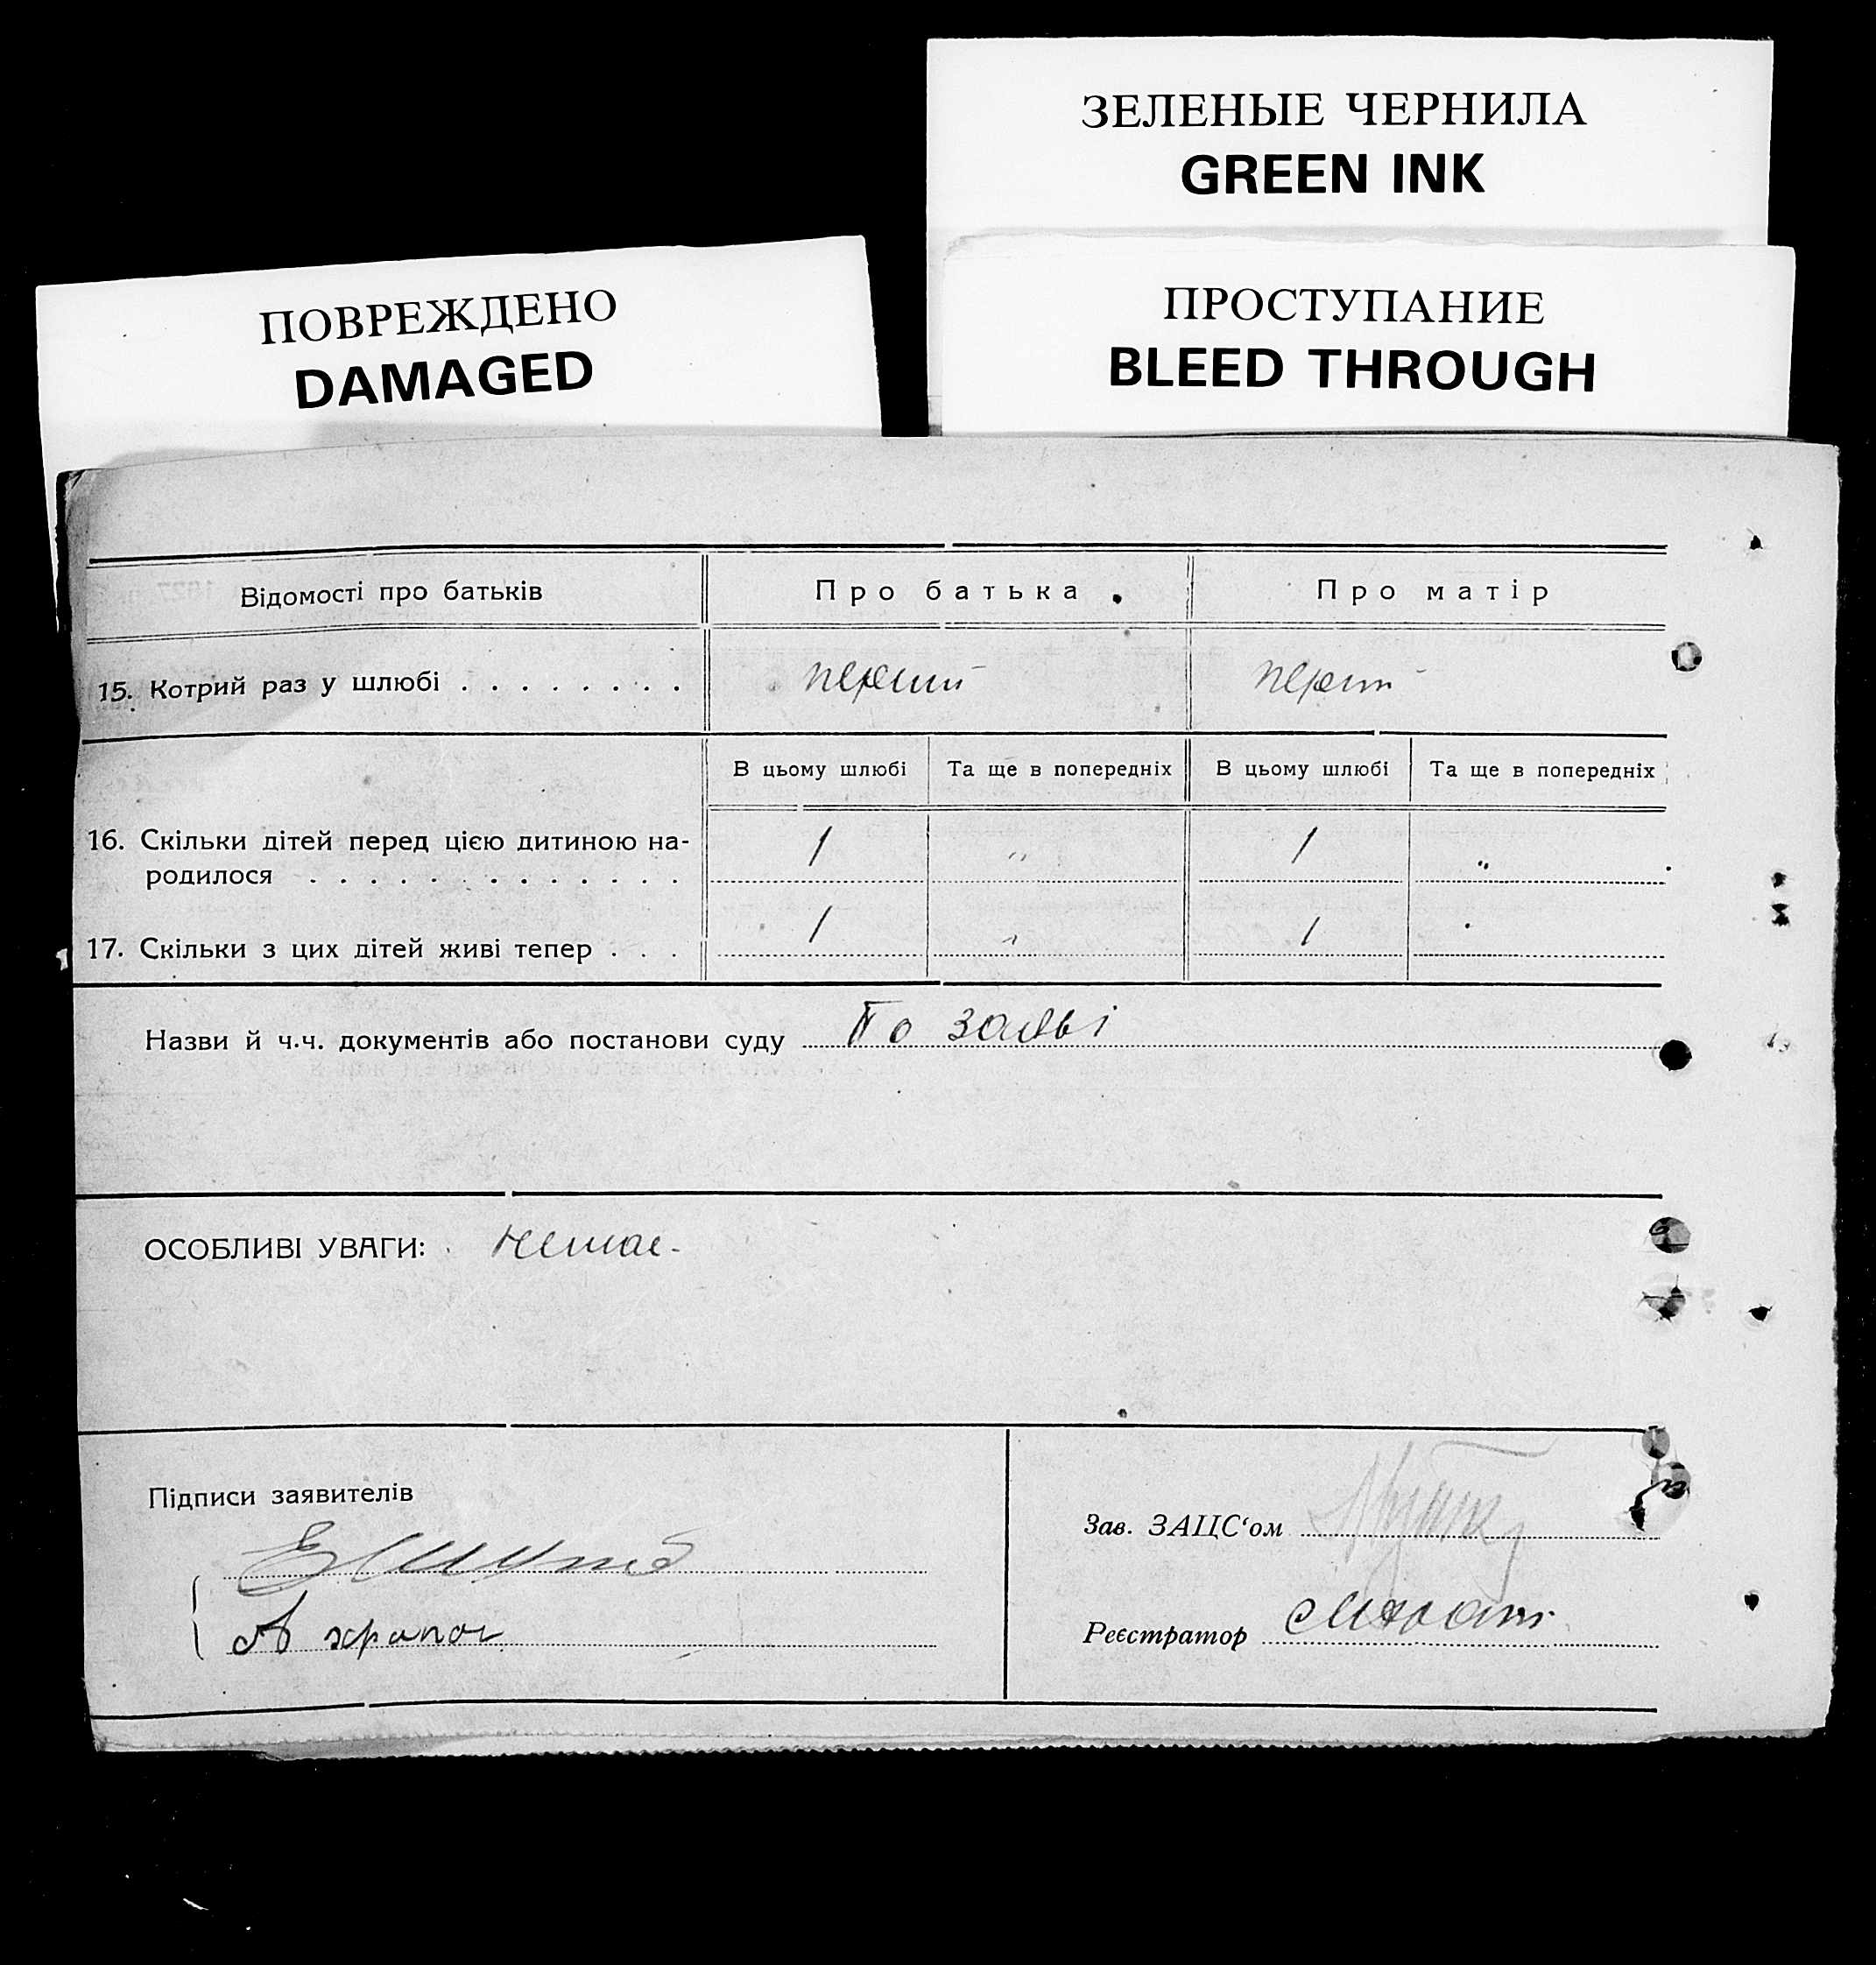 ЗЕЛЕНЫЕ ЧЕРНИЛА
GREEN INK
ПРОСТУПАНИЕ
BLEED THROUGH
ПОВРЕЖДЕНО
DAMAGED
Відомості про батьків Про батька Про матір
15. Котрий раз у шлюбі . . . . . . . . перший перший
В цьому шлюбі Та ще в попередніх В цьому шлюбі Та ще в попередніх
16. Скільки дітей перед цією дитиною на-
родилося . . . . . . . . . . . . . 1 " 1 "
17. Скільки з цих дітей живі тепер . . . 1 " 1
Назви й ч.ч. документів або постанови суду По заяві
ОСОБЛИВІ УВАГИ: немає.
Підписи заявителів
Зав. ЗАЦС‘ом
Реєстратор